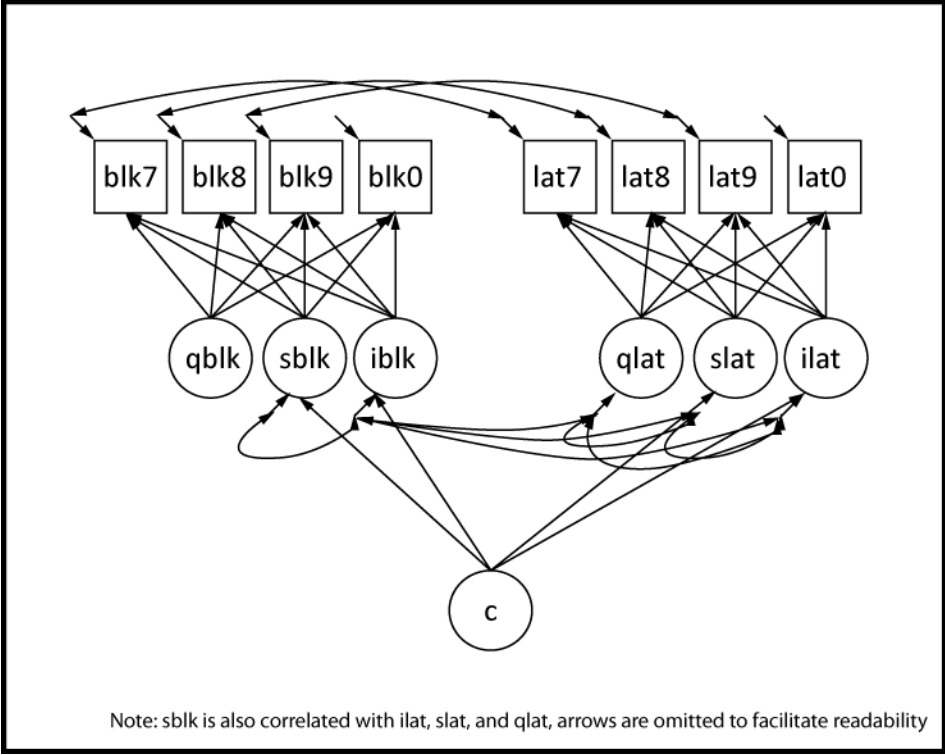 blk7 blk8 blk9 blk0 lat7 lat8 lat9 lat0
qblk sblk iblk qlat slat ilat
c
Note: sblk is also correlated with ilat, slat, and qlat, arrows are omitted to facilitate readability